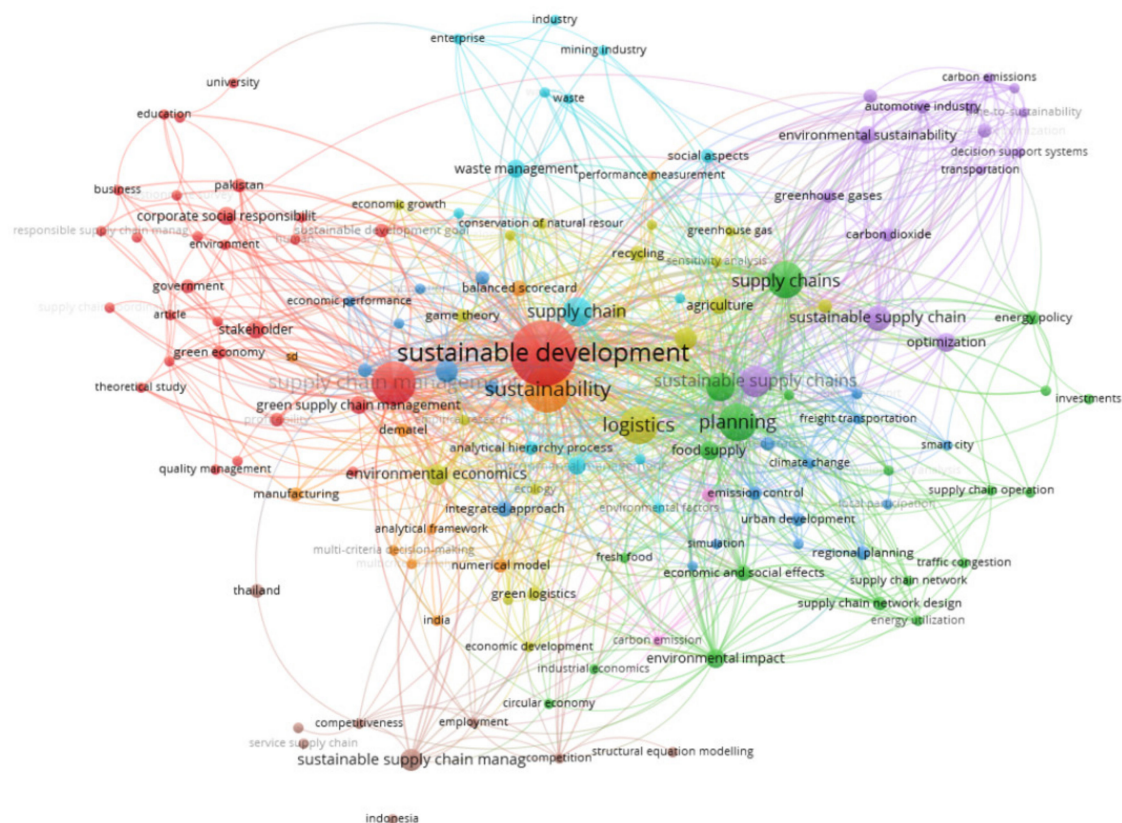 industry
enterprise
mining industry
university
carbon emissions
waste
automotive industry
education
environmental sustainability
decision support systems
social aspects
waste management
transportation
performance measurement
business
pakistan
greenhouse gases
economic growth
corporate social responsibilit
conservation of natural resour
responsible supply chain manag
sustainable development goal
greenhouse gas
carbon dioxide
environment
recycling
sensitivity analysis
supply chains
government
balanced scorecard
economic performance
agriculture
supply chain
article
game theory
sustainable supply chain
energy policy
stakeholder
optimization
green economy
sd
sustainable development
supply chain manageme
sustainable supply chains
theoretical study
sustainability
investments
green supply chain management
profitability
freight transportation
logistics
planning
dematel
smart city
analytical hierarchy process
food supply
quality management
environmental economics
climate change
ecology
manufacturing
emission control
supply chain operation
integrated approach
environmental factors
total participation
urban development
analytical framework
simulation
multi-criteria decision-making
fresh food
regional planning
numerical model
economic and social effects
traffic congestion
supply chain network
thailand
green logistics
supply chain network design
india
energy utilization
carbon emission
economic development
environmental impact
industrial economics
circular economy
competitiveness
employment
service supply chain
structural equation modelling
sustainable supply chain manag
competition
indonesia